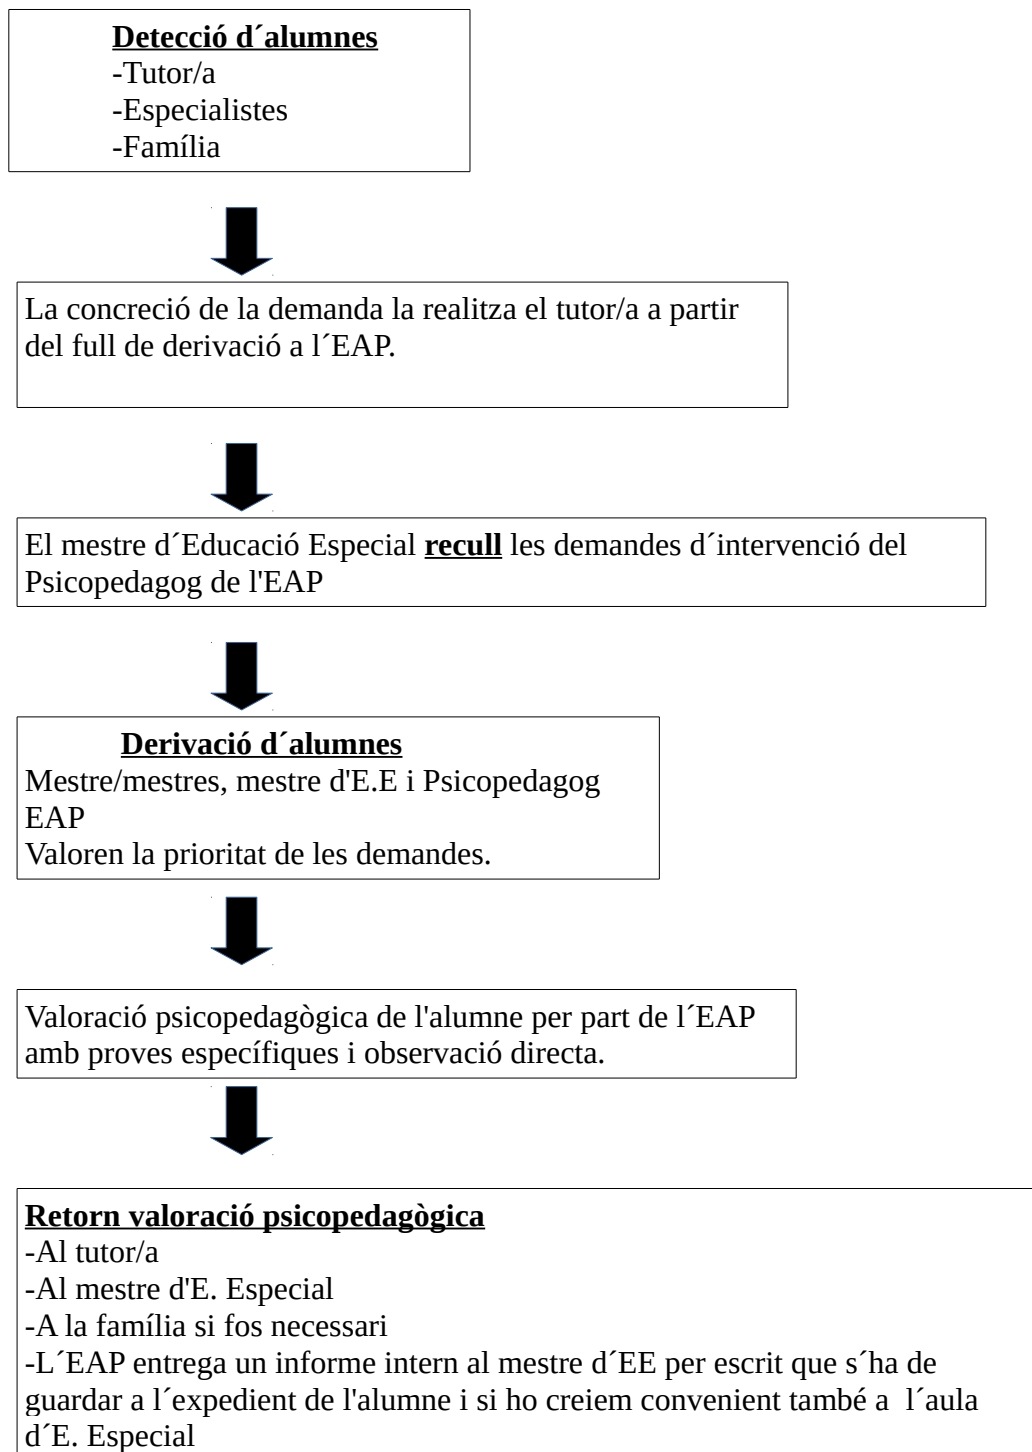 Detecció d´alumnes
-Tutor/a
-Especialistes
-Família
La concreció de la demanda la realitza el tutor/a a partir
del full de derivació a l´EAP.
El mestre d´Educació Especial recull les demandes d´intervenció del
Psicopedagog de l'EAP
Derivació d´alumnes
Mestre/mestres, mestre d'E.E i Psicopedagog
EAP
Valoren la prioritat de les demandes.
Valoració psicopedagògica de l'alumne per part de l´EAP
amb proves específiques i observació directa.
Retorn valoració psicopedagògica
-Al tutor/a
-Al mestre d'E. Especial
-A la família si fos necessari
-L´EAP entrega un informe intern al mestre d´EE per escrit que s´ha de
guardar a l´expedient de l'alumne i si ho creiem convenient també a  l´aula
d´E. Especial